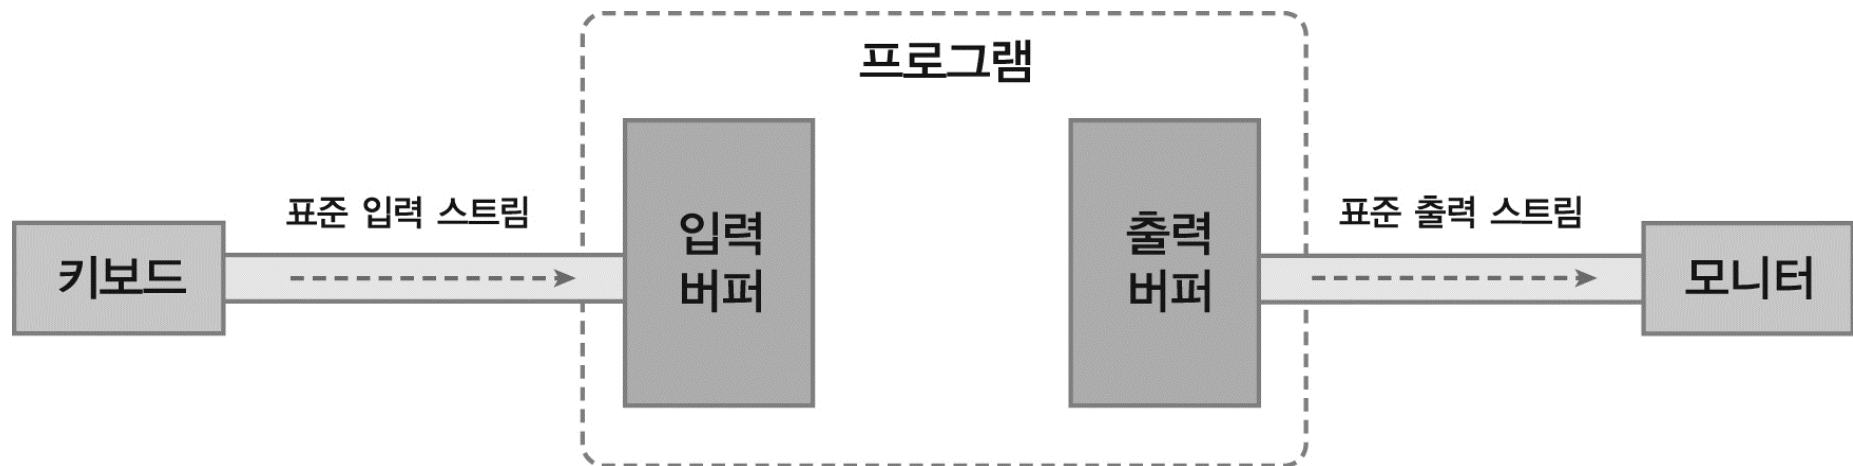 프로그램
표준 입력 스트림
표준 출력 스트림
키보드
입력
버퍼
출력
버퍼
모니터